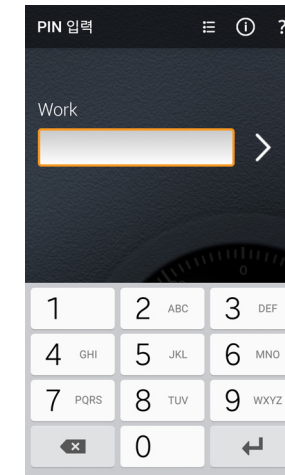 PIN 입력 ?
Work
0
1 2 ABC 3 DEF
4 GHI 5 JKL 6 MNO
7 PQRS 8 TUV 9 WXYZ
0